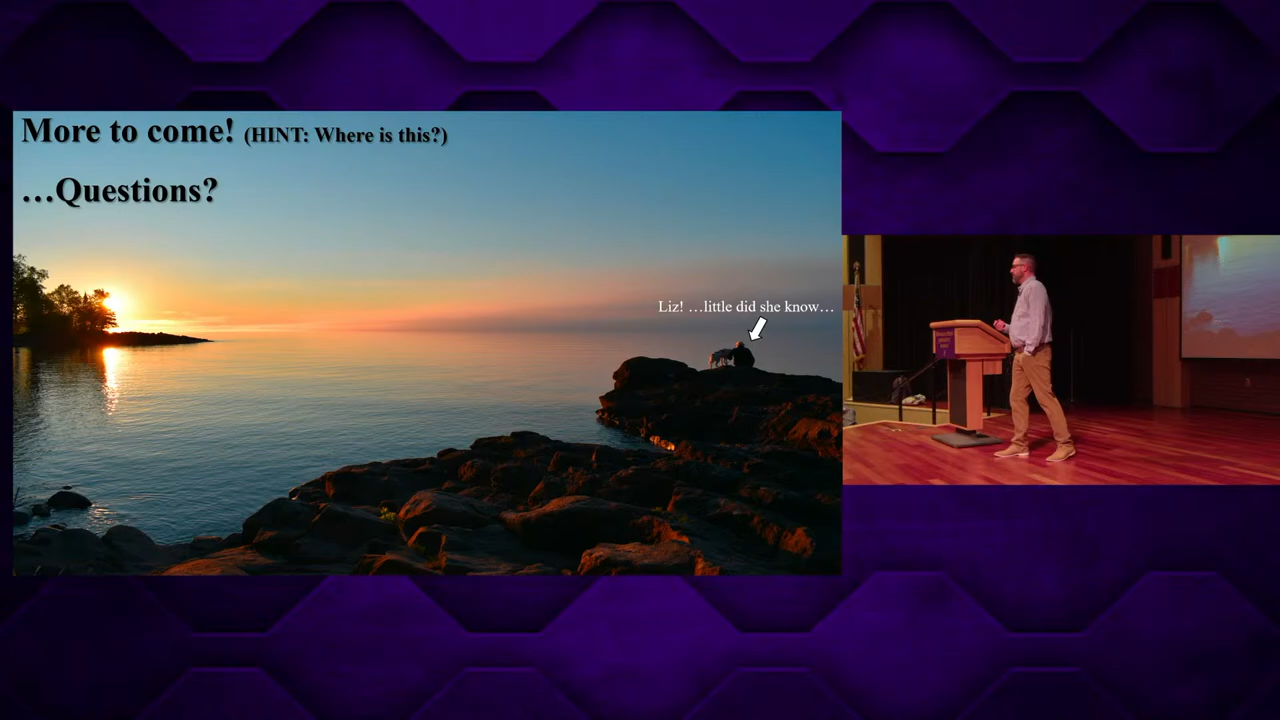 More to come! (HINT: Where is this?)
…Questions?
Liz! …little did she know…